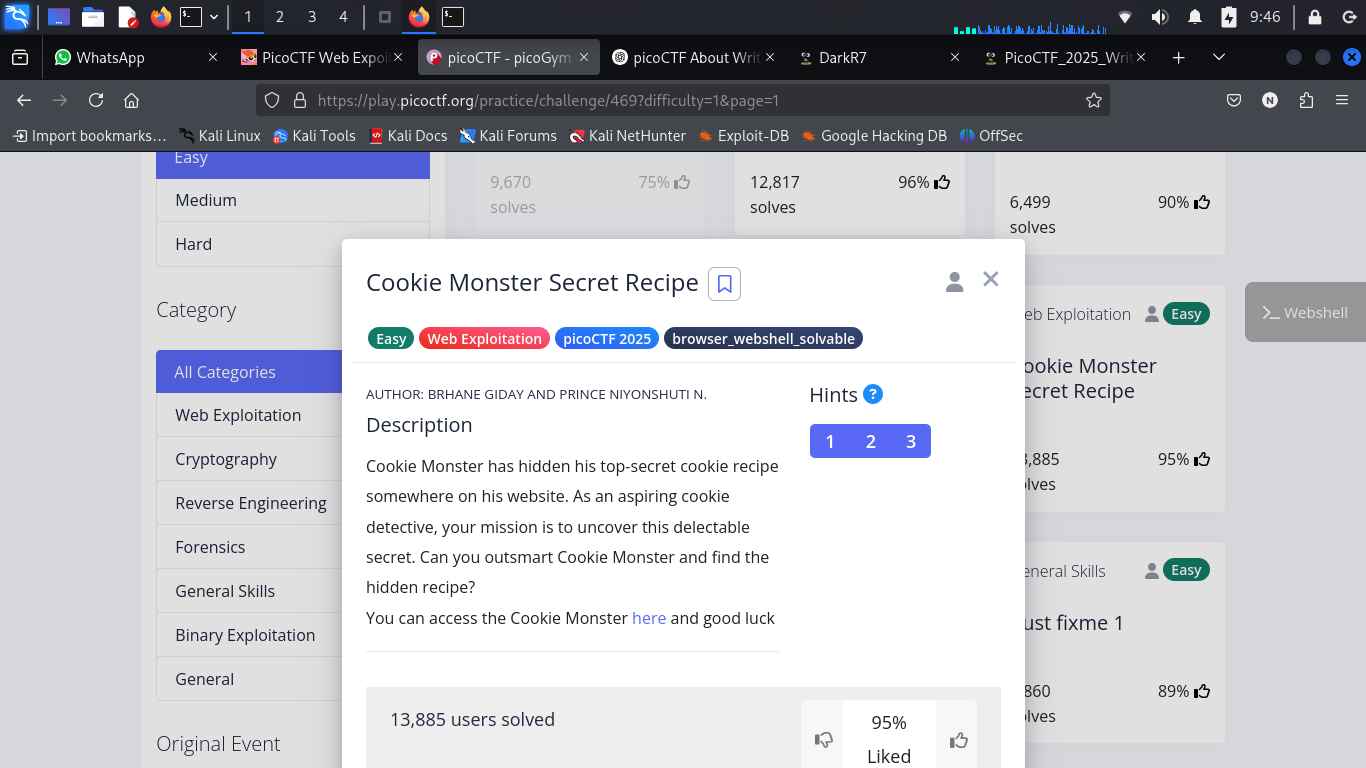 1 2 3 4 9:46
WhatsApp PicoCTF Web Expoi picoCTF - picoGym picoCTF About Writ DarkR7 PicoCTF_2025_Wri
https://play.picoctf.org/practice/challenge/469?difficulty=1&page=1
N
Import bookmarks... Kali Linux Kali Tools Kali Docs Kali Forums Kali NetHunter Exploit-DB Google Hacking DB OffSec
Easy
Medium
Hard
Category
All Categories
Web Exploitation
Cryptography
Reverse Engineering
Forensics
General Skills
Binary Exploitation
General
Original Event
9,670 75%
solves
12,817 96%
solves
6,499 90%
solves
Cookie Monster Secret Recipe
Easy Web Exploitation picoCTF 2025 browser_webshell_solvable
AUTHOR: BRHANE GIDAY AND PRINCE NIYONSHUTI N.
Description
Cookie Monster has hidden his top-secret cookie recipe
somewhere on his website. As an aspiring cookie
detective, your mission is to uncover this delectable
secret. Can you outsmart Cookie Monster and find the
hidden recipe?
You can access the Cookie Monster here and good luck
Hints ?
1 2 3
13,885 users solved
95%
Liked
eb Exploitation Easy
ookie Monster
ecret Recipe
3,885 95%
olves
eneral Skills Easy
ust fixme 1
860 89%
olves
Webshell